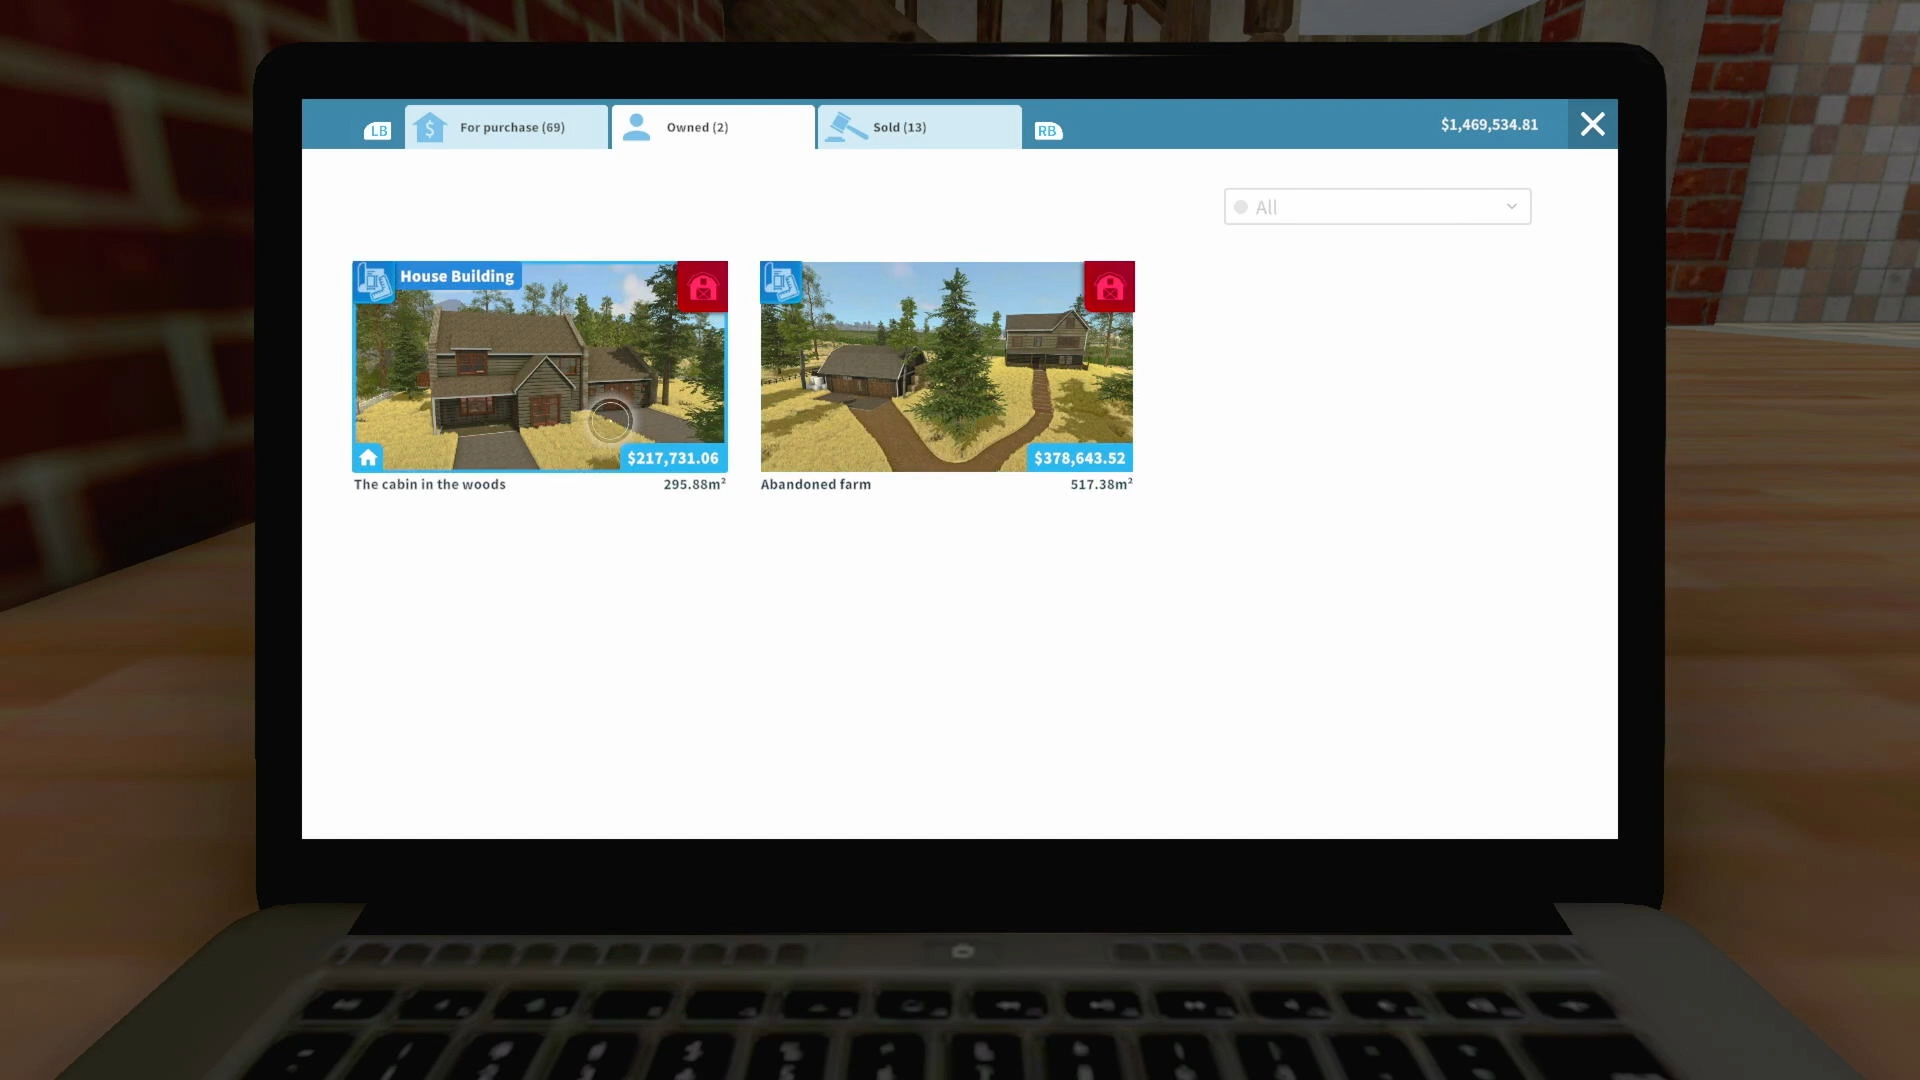 LB
For purchase (69)
Owned (2)
Sold (13)
RB
$1,469,534.81
All
House Building
$217,731.06
$378,643.52
The cabin in the woods
295.88m²
Abandoned farm
517.38m²